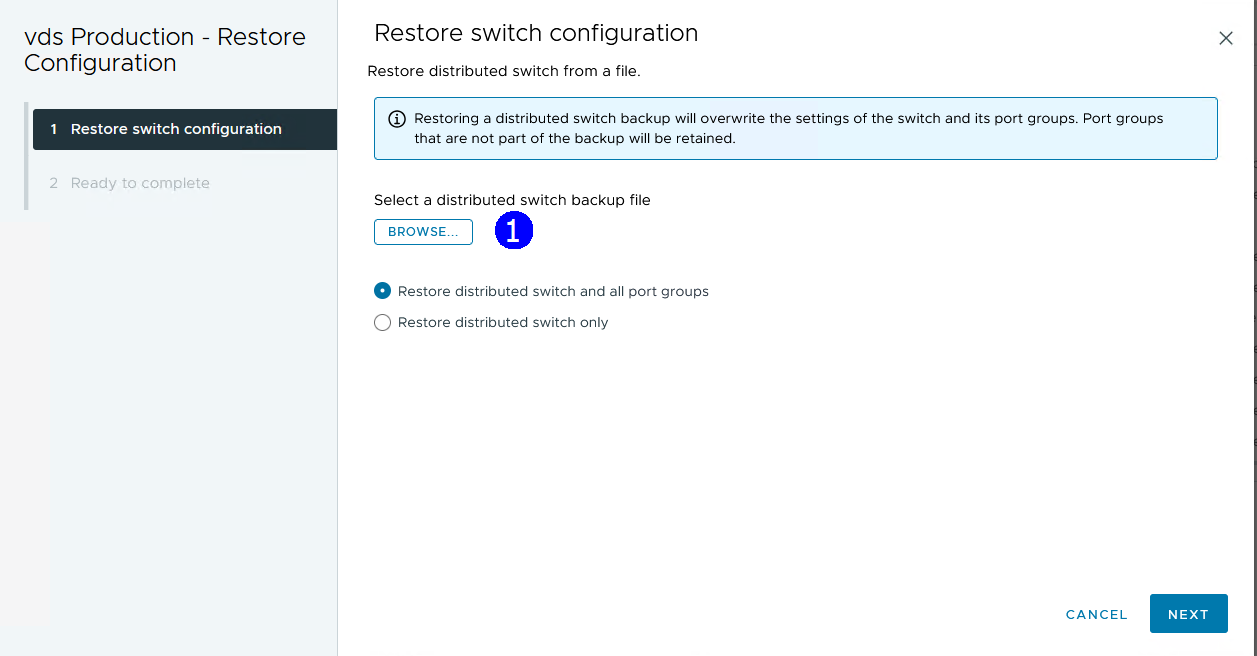 vds Production - Restore
Configuration
1 Restore switch configuration
2 Ready to complete
Restore switch configuration
Restore distributed switch from a file.
Restoring a distributed switch backup will overwrite the settings of the switch and its port groups. Port groups
that are not part of the backup will be retained.
Select a distributed switch backup file
BROWSE...
1
Restore distributed switch and all port groups
Restore distributed switch only
CANCEL
NEXT